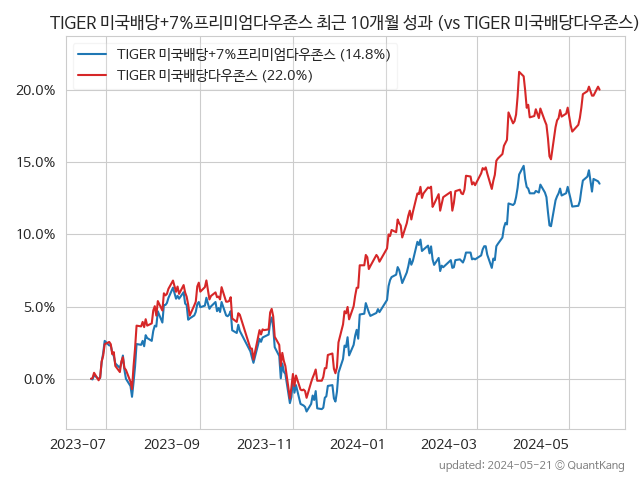 TIGER 미국배당+7%프리미엄다우존스 최근 10개월 성과 (vs TIGER 미국배당다우존스)
TIGER 미국배당+7%프리미엄다우존스 (14.8%)
TIGER 미국배당다우존스 (22.0%)
20.0%
15.0%
10.0%
5.0%
0.0%
2023-07 2023-09 2023-11 2024-01 2024-03 2024-05
updated: 2024-05-21 © QuantKang